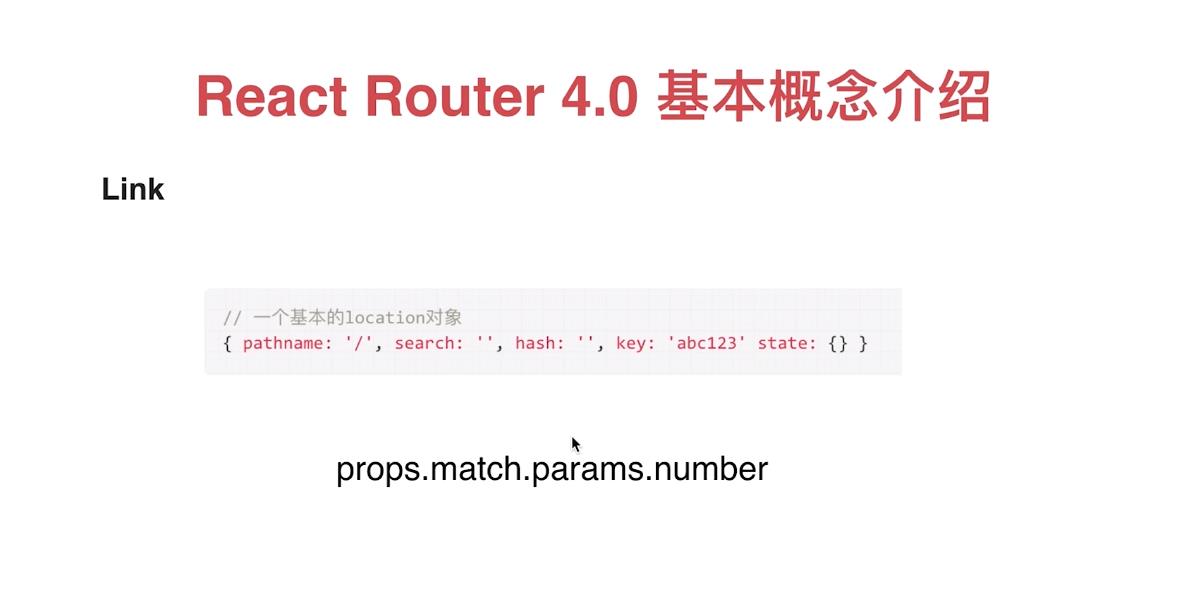 React Router 4.0 基本概念介绍
Link
// 一个基本的location对象
{ pathname: '/', search: '', hash: '', key: 'abc123' state: {} }
props.match.params.number